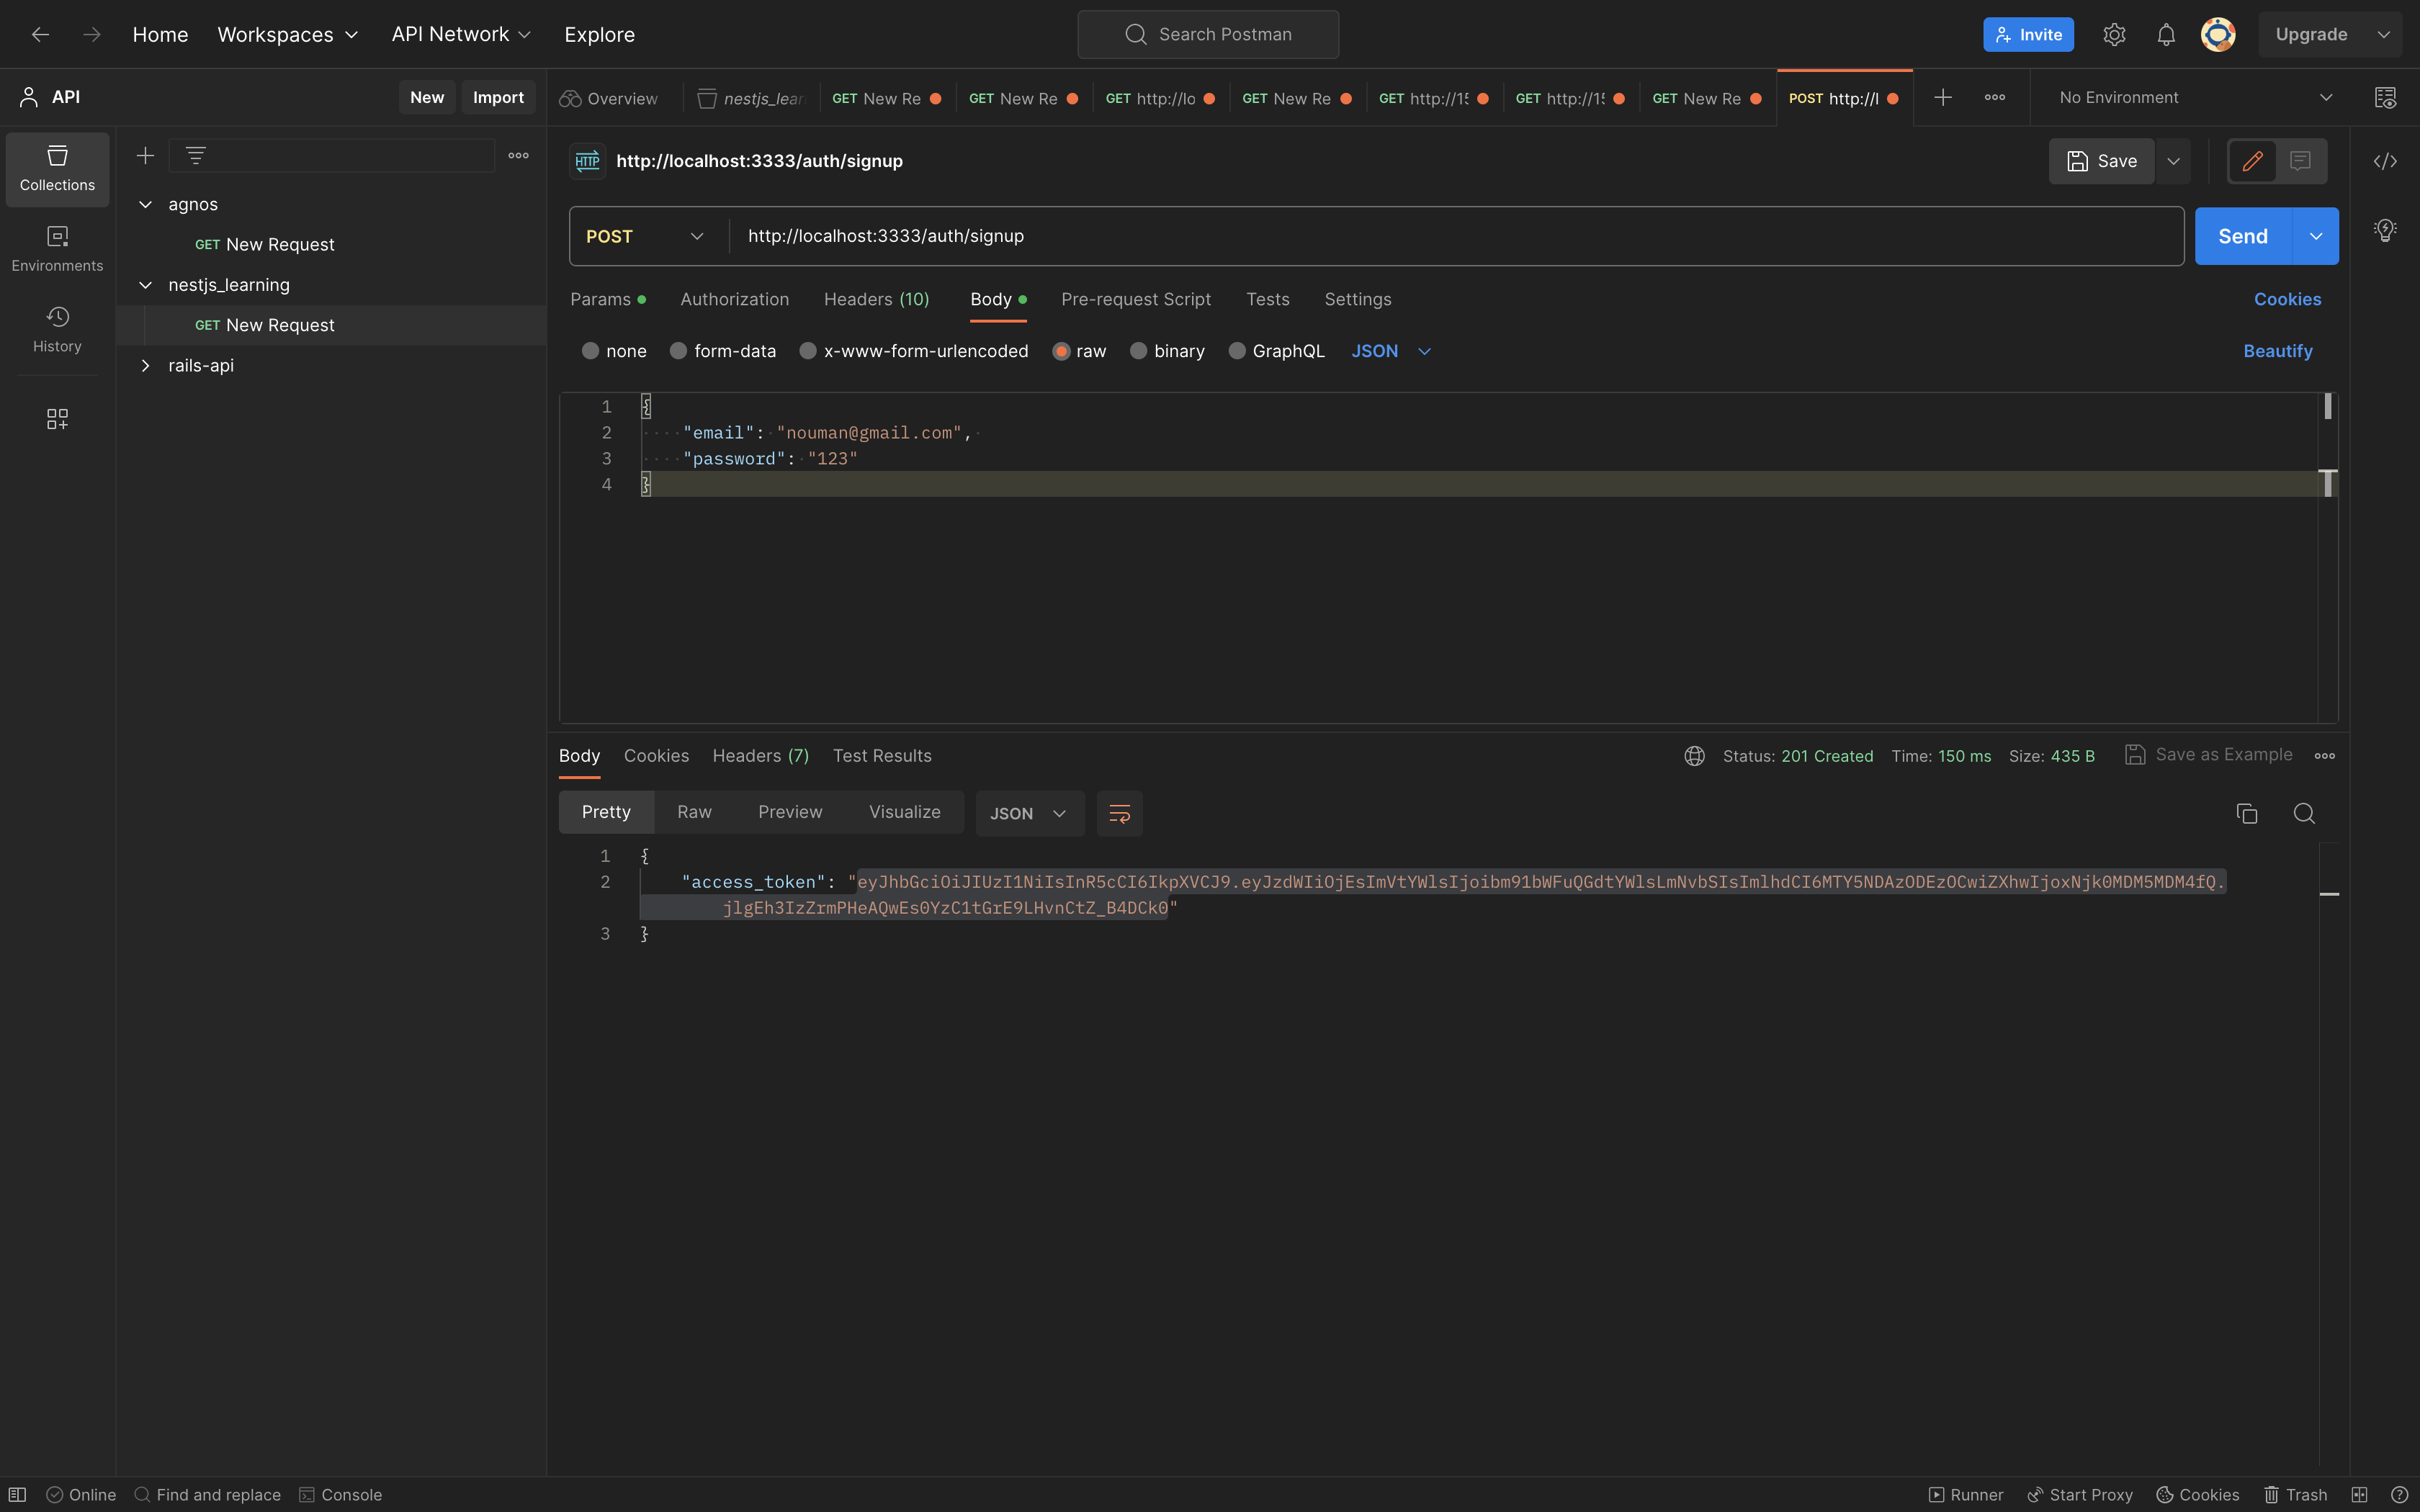 Home Workspaces API Network Explore Search Postman Invite Upgrade
API New Import Overview nestjs_lear GET New Re GET New Re GET http://lo GET New Re GET http://15 GET http://15 GET New Re POST http://l No Environment
Collections
Environments
History
agnos
GET New Request
nestjs_learning
GET New Request
rails-api
HTTP http://localhost:3333/auth/signup Save
POST http://localhost:3333/auth/signup Send
Params Authorization Headers (10) Body Pre-request Script Tests Settings Cookies
none form-data x-www-form-urlencoded raw binary GraphQL JSON Beautify
1 {
2 "email": "nouman@gmail.com",
3 "password": "123"
4 }
Body Cookies Headers (7) Test Results Status: 201 Created Time: 150 ms Size: 435 B Save as Example
Pretty Raw Preview Visualize JSON
1 {
2 "access_token": "eyJhbGciOiJIUzI1NiIsInR5cCI6IkpXVCJ9.eyJzdWIiOjEsImVtYWlsIjoibm91bWFuQGdtYWlsLmNvbSIsImlhdCI6MTY5NDAzODEzOCwiZXhwIjoxNjk0MDM5MDM4fQ.
jlgEh3IzZrmPHeAQwEs0YzC1tGrE9LHvnCtZ_B4DCk0"
3 }
Online Find and replace Console Runner Start Proxy Cookies Trash